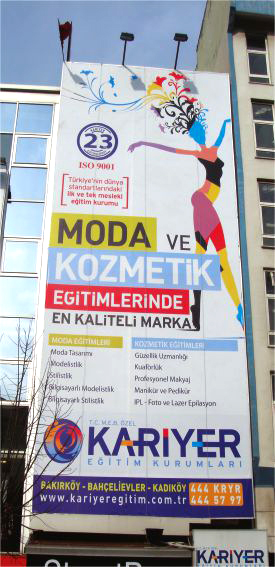 23
ISO 9001
Türkiye'nin dünya
standartlarındaki
ilk ve tek mesleki
eğitim kurumu
MODA VE
KOZMETİK
EĞİTİMLERİNDE
EN KALİTELİ MARKA
MODA EĞİTİMLERİ
Moda Tasarımı
Modelistlik
Stilistlik
Bilgisayarlı Modelistlik
Bilgisayarlı Stilistlik
KOZMETİK EĞİTİMLERİ
Güzellik Uzmanlığı
Kuaförlük
Profesyonel Makyaj
Manikür ve Pedikür
IPL - Foto ve Lazer Epilasyon
T.C. M.E.B. ÖZEL
KARİYER
EĞİTİM KURUMLARI
BAKIRKÖY - BAHÇELİEVLER - KADIKÖY
www.kariyeregitim.com.tr
444 KRYR
444 57 97
KARİYER